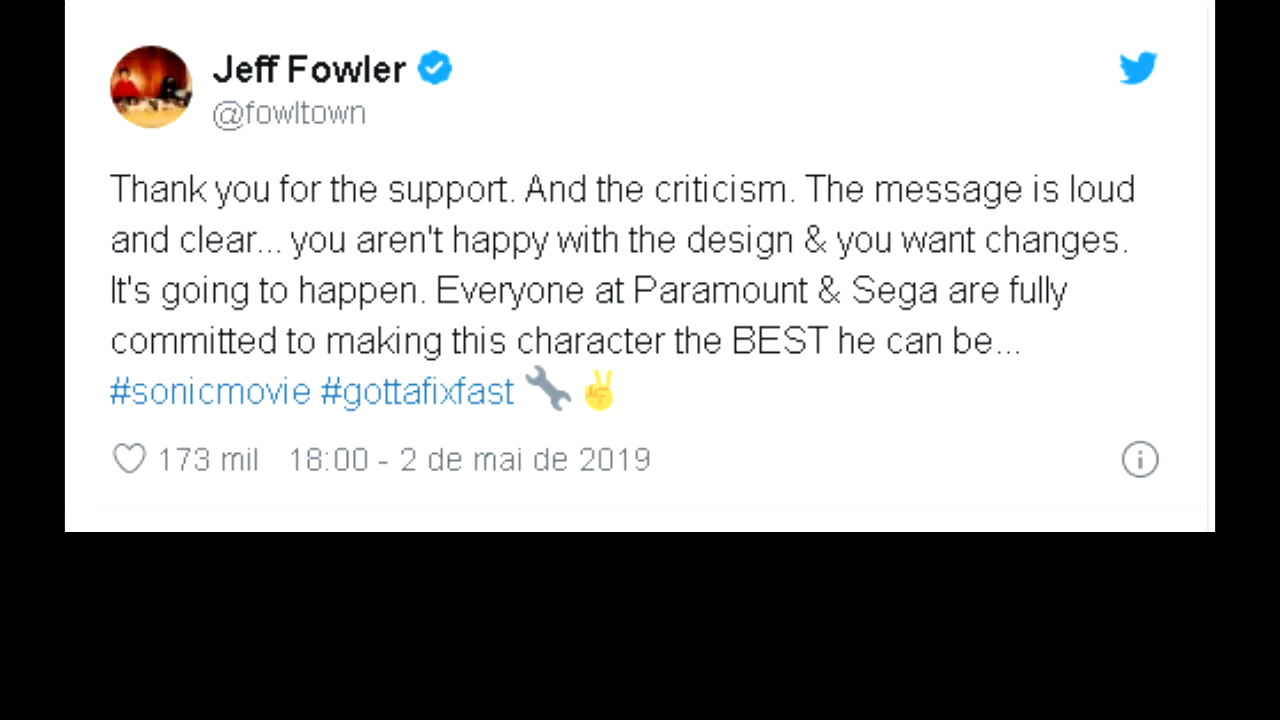 Jeff Fowler
@fowltown
Thank you for the support. And the criticism. The message is loud
and clear... you aren't happy with the design & you want changes.
It's going to happen. Everyone at Paramount & Sega are fully
committed to making this character the BEST he can be...
#sonicmovie #gottafixfast 🔧✌
173 mil 18:00 - 2 de mai de 2019